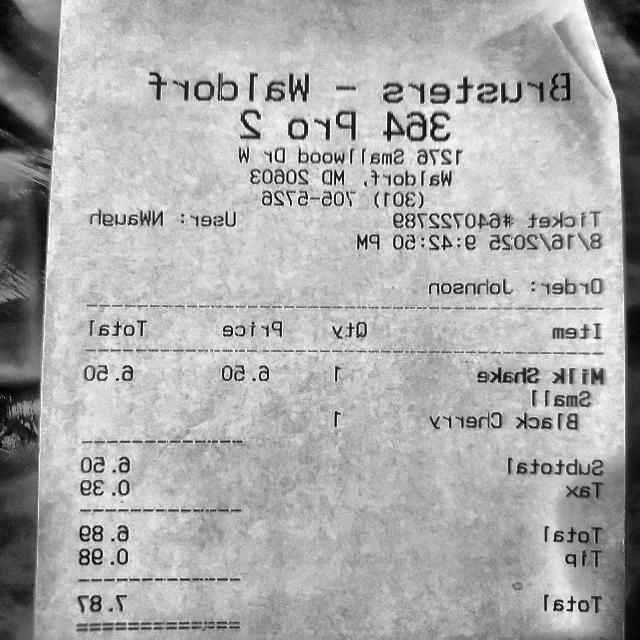 Brusters - Waldorf
364 Pro 2
1276 Smallwood Dr W
Waldorf, MD 20603
(301) 705-5726
Ticket #640722789 User: NWaugh
8/16/2025 9:42:50 PM
Order: Johnson
Item Qty Price Total
Milk Shake 1 6.50 6.50
Small
Black Cherry 1
Subtotal 6.50
Tax 0.39
Total 6.89
Tip 0.98
Total 7.87